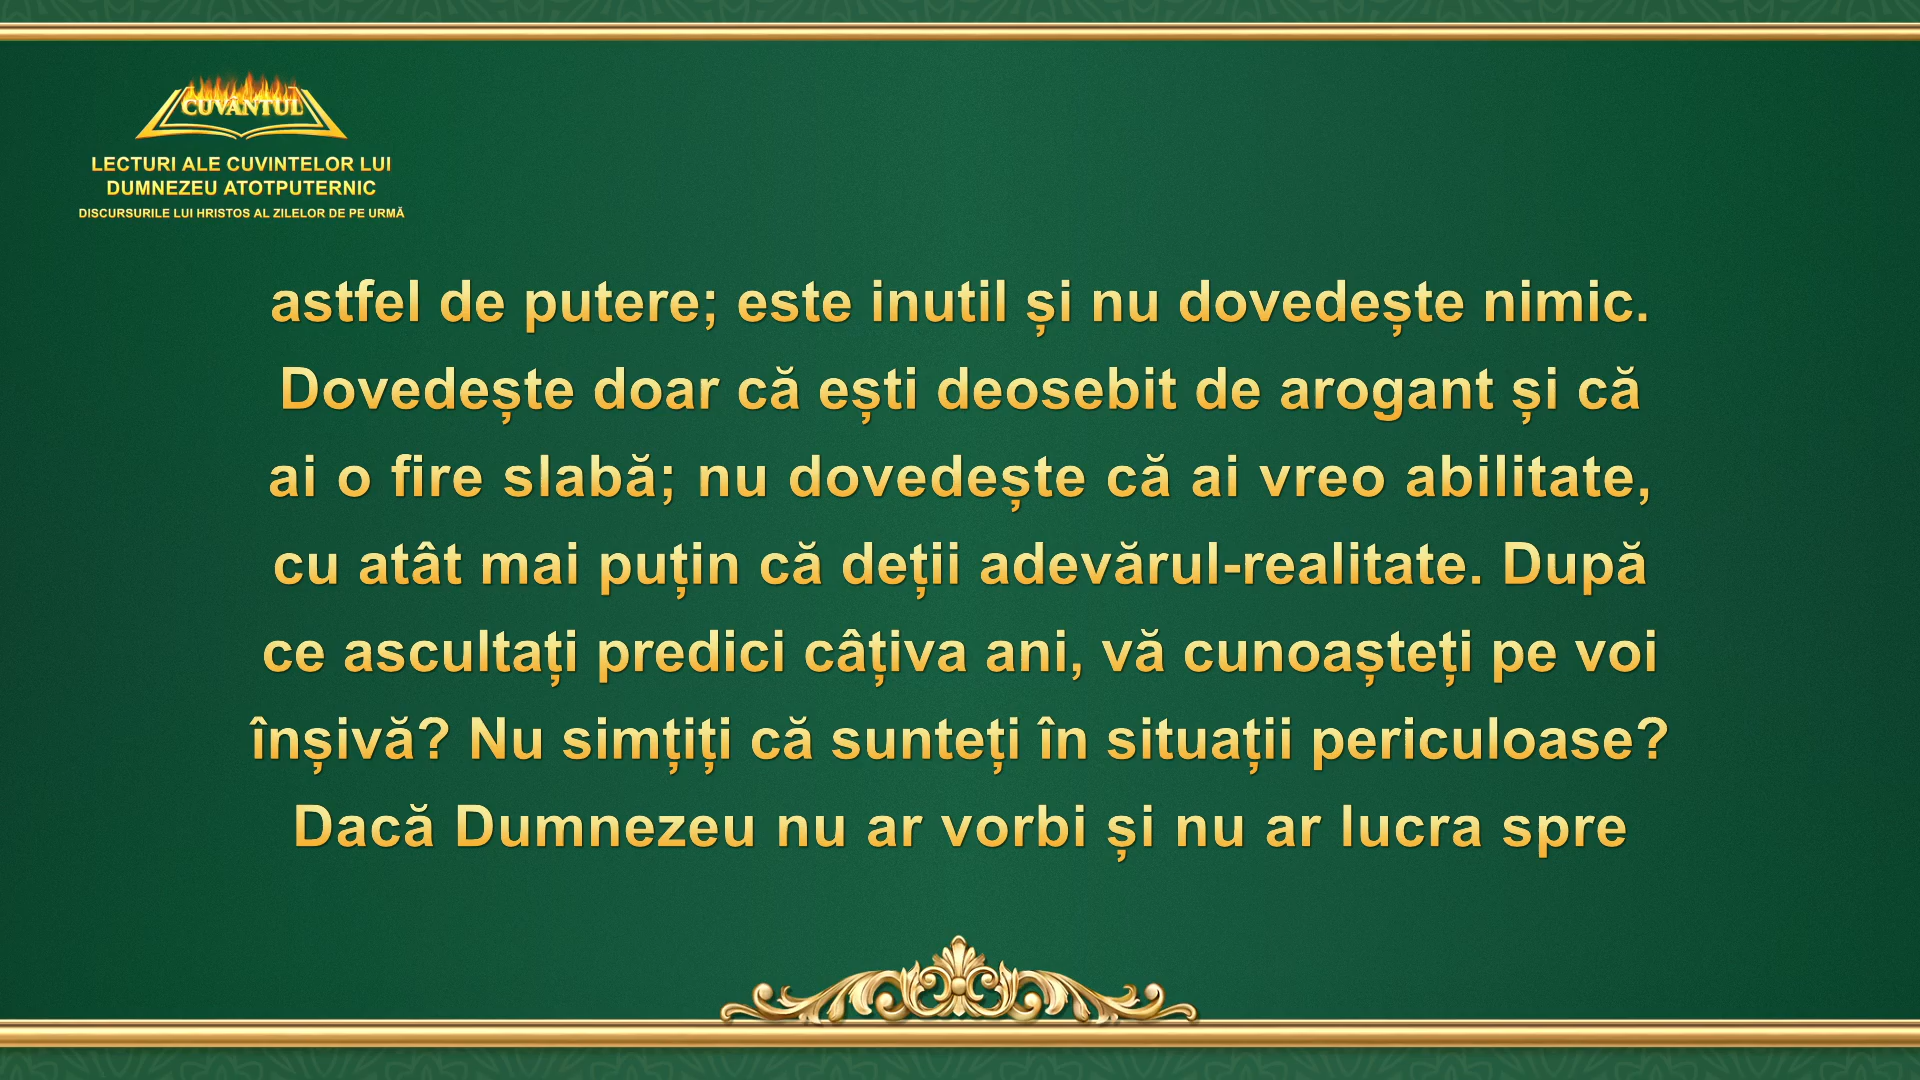 CUVÂNTUL
LECTURI ALE CUVINTELOR LUI
DUMNEZEU ATOTPUTERNIC
DISCURSURILE LUI HRISTOS AL ZILELOR DE PE URMĂ
astfel de putere; este inutil și nu dovedește nimic.
Dovedește doar că ești deosebit de arogant și că
ai o fire slabă; nu dovedește că ai vreo abilitate,
cu atât mai puțin că deții adevărul-realitate. După
ce ascultați predici câțiva ani, vă cunoașteți pe voi
înșivă? Nu simțiți că sunteți în situații periculoase?
Dacă Dumnezeu nu ar vorbi și nu ar lucra spre